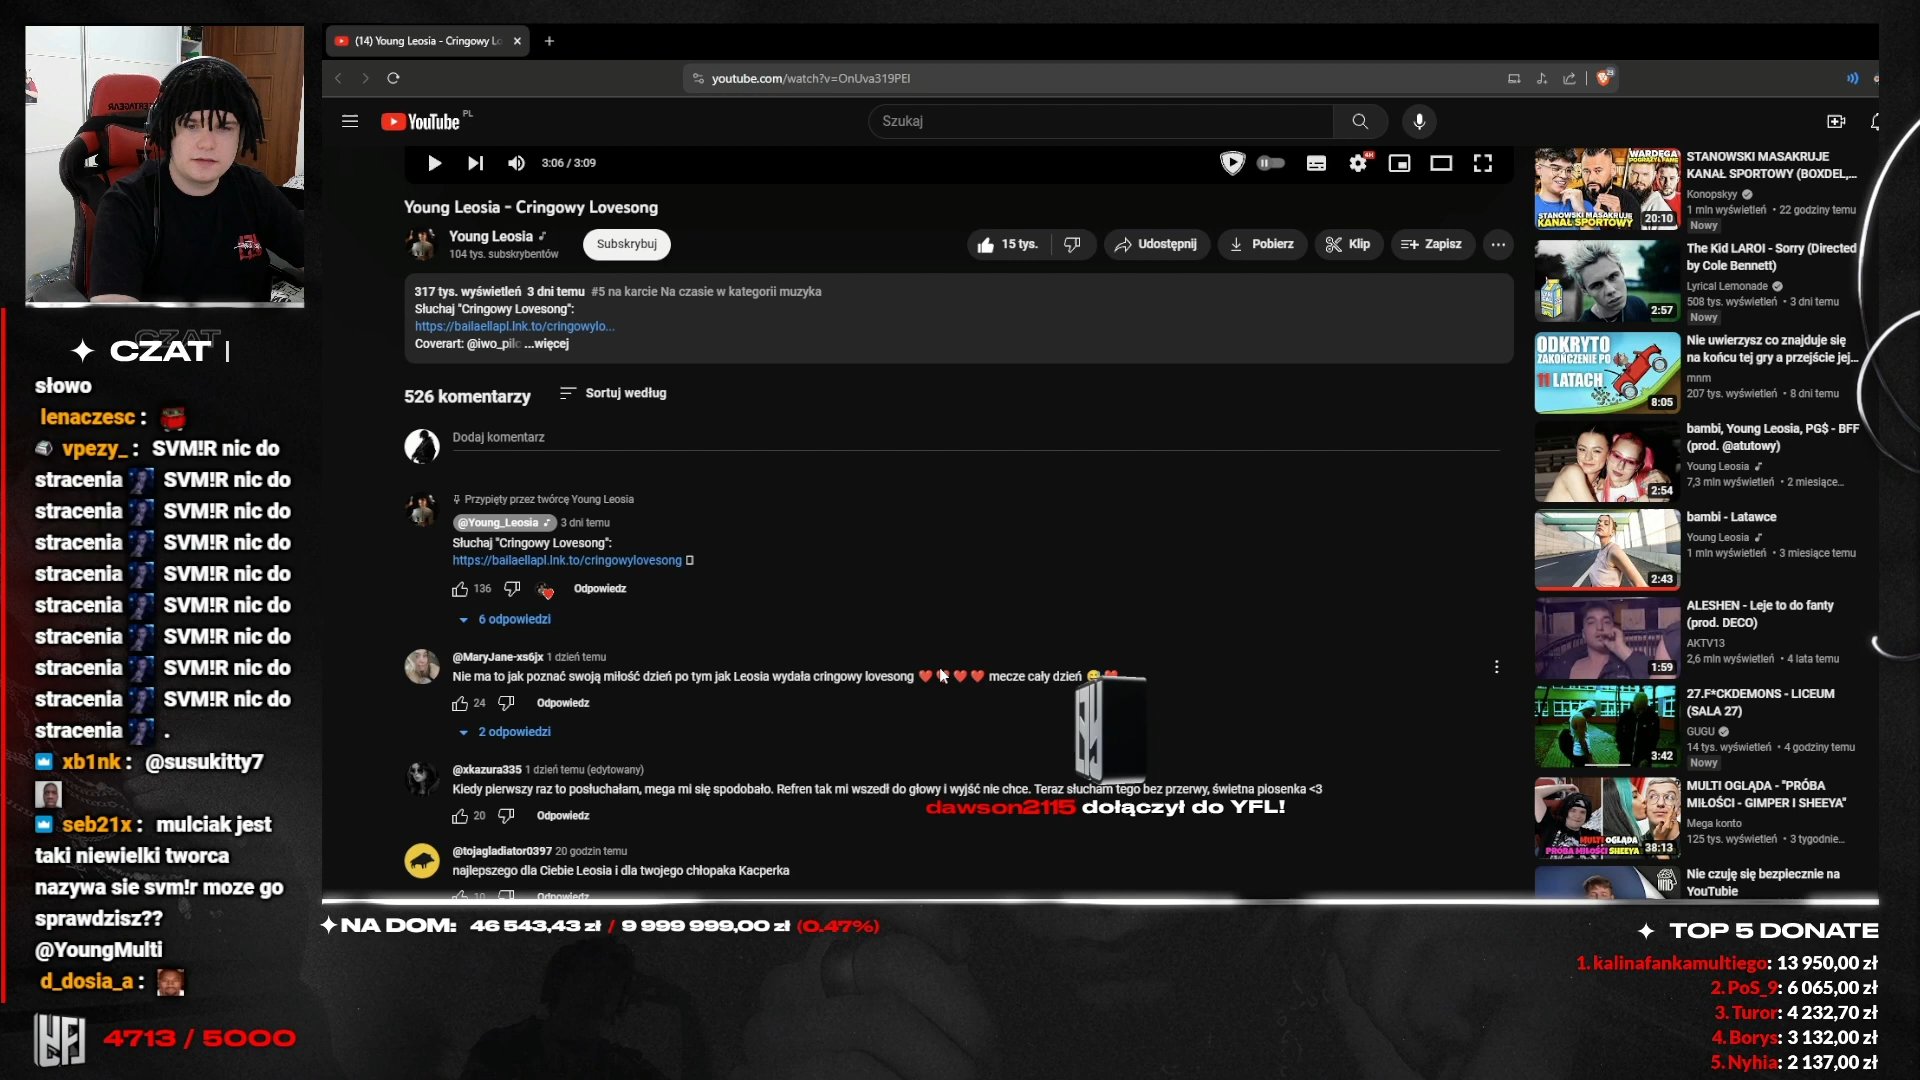 (14) Young Leosia - Cringowy Lo
youtube.com/watch?v=OnUva319PEI
YouTube PL
Szukaj
3:06 / 3:09
Young Leosia - Cringowy Lovesong
Young Leosia
104 tys. subskrybentów
Subskrybuj
15 tys.
Udostępnij
Pobierz
Klip
Zapisz
317 tys. wyświetleń 3 dni temu #5 na karcie Na czasie w kategorii muzyka
Słuchaj "Cringowy Lovesong":
https://bailaellapl.lnk.to/cringowylo...
Coverart: @iwo_pilc ...więcej
526 komentarzy
Sortuj według
Dodaj komentarz
Przypięty przez twórcę Young Leosia
@Young_Leosia 3 dni temu
Słuchaj "Cringowy Lovesong":
https://bailaellapl.lnk.to/cringowylovesong
136
Odpowiedz
6 odpowiedzi
@MaryJane-xs6jx 1 dzień temu
Nie ma to jak poznać swoją miłość dzień po tym jak Leosia wydała cringowy lovesong ❤️ ❤️ ❤️ ❤️ mecze cały dzień 😅❤️
24
Odpowiedz
2 odpowiedzi
@xkazura335 1 dzień temu (edytowany)
Kiedy pierwszy raz to posłuchałam, mega mi się spodobało. Refren tak mi wszedł do głowy i wyjść nie chce. Teraz słucham tego bez przerwy, świetna piosenka <3
dawson2115 dołączył do YFL!
20
Odpowiedz
@tojagladiator0397 20 godzin temu
najlepszego dla Ciebie Leosia i dla twojego chłopaka Kacperka
10
WARDĘGA
POGRĄŻYŁ FAME
STANOWSKI MASAKRUJE
KANAŁ SPORTOWY
20:10
STANOWSKI MASAKRUJE
KANAŁ SPORTOWY (BOXDEL,...
Konopskyy
1 mln wyświetleń • 22 godziny temu
Nowy
2:57
The Kid LAROI - Sorry (Directed
by Cole Bennett)
Lyrical Lemonade
508 tys. wyświetleń • 3 dni temu
Nowy
ODKRYTO
ZAKOŃCZENIE PO
11 LATACH
8:05
Nie uwierzysz co znajduje się
na końcu tej gry a przejście jej...
mnm
207 tys. wyświetleń • 8 dni temu
2:54
bambi, Young Leosia, PG$ - BFF
(prod. @atutowy)
Young Leosia
7,3 mln wyświetleń • 2 miesiące...
2:43
bambi - Latawce
Young Leosia
1 mln wyświetleń • 3 miesiące temu
1:59
ALESHEN - Leje to do fanty
(prod. DECO)
AKTV13
2,6 mln wyświetleń • 4 lata temu
3:42
27.F*CKDEMONS - LICEUM
(SALA 27)
GUGU
14 tys. wyświetleń • 4 godziny temu
Nowy
MULTI OGLĄDA
PRÓBA MIŁOŚCI SHEEYA
38:13
MULTI OGLĄDA - "PRÓBA
MIŁOŚCI - GIMPER I SHEEYA"
Mega konto
125 tys. wyświetleń • 3 tygodnie...
Nie czuję się bezpiecznie na
YouTubie
CZAT
słowo
lenaczesc :
vpezy_ : SVM!R nic do
stracenia SVM!R nic do
stracenia SVM!R nic do
stracenia SVM!R nic do
stracenia SVM!R nic do
stracenia SVM!R nic do
stracenia SVM!R nic do
stracenia SVM!R nic do
stracenia SVM!R nic do
stracenia .
xb1nk : @susukitty7
seb21x : mulciak jest
taki niewielki tworca
nazywa sie svm!r moze go
sprawdzisz??
@YoungMulti
d_dosia_a :
YFL 4713 / 5000
NA DOM: 46 543,43 zł / 9 999 999,00 zł (0.47%)
TOP 5 DONATE
1. kalinafankamultiego: 13 950,00 zł
2. PoS_9: 6 065,00 zł
3. Turor: 4 232,70 zł
4. Borys: 3 132,00 zł
5. Nyhia: 2 137,00 zł